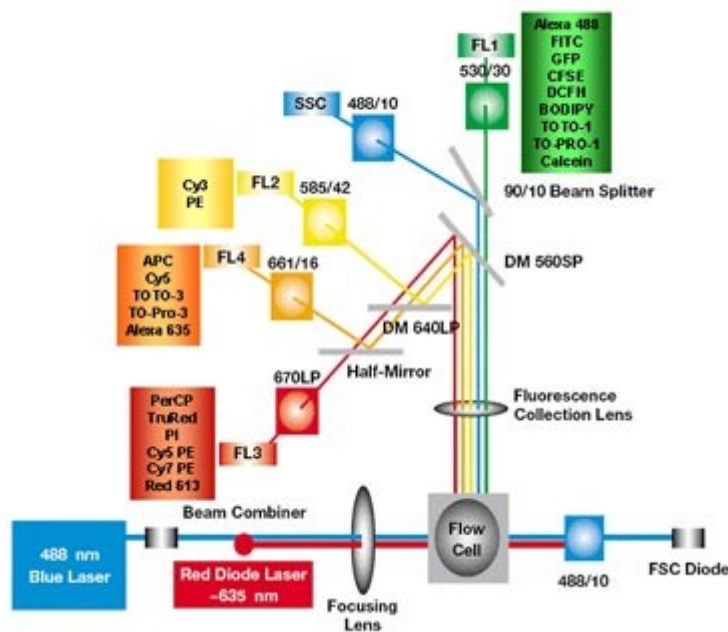 Alexa 488
FITC
GFP
CFSE
DCFH
BODIPY
TOTO-1
TO-PRO-1
Calcein
FL1
530/30
SSC
488/10
90/10 Beam Splitter
Cy3
PE
FL2
585/42
DM 560SP
APC
Cy5
TOTO-3
TO-Pro-3
Alexa 635
FL4
661/16
DM 640LP
Half-Mirror
670LP
Fluorescence
Collection Lens
PerCP
TruRed
PI
Cy5 PE
Cy7 PE
Red 613
FL3
Beam Combiner
488 nm
Blue Laser
Red Diode Laser
~635 nm
Focusing
Lens
Flow
Cell
488/10
FSC Diode